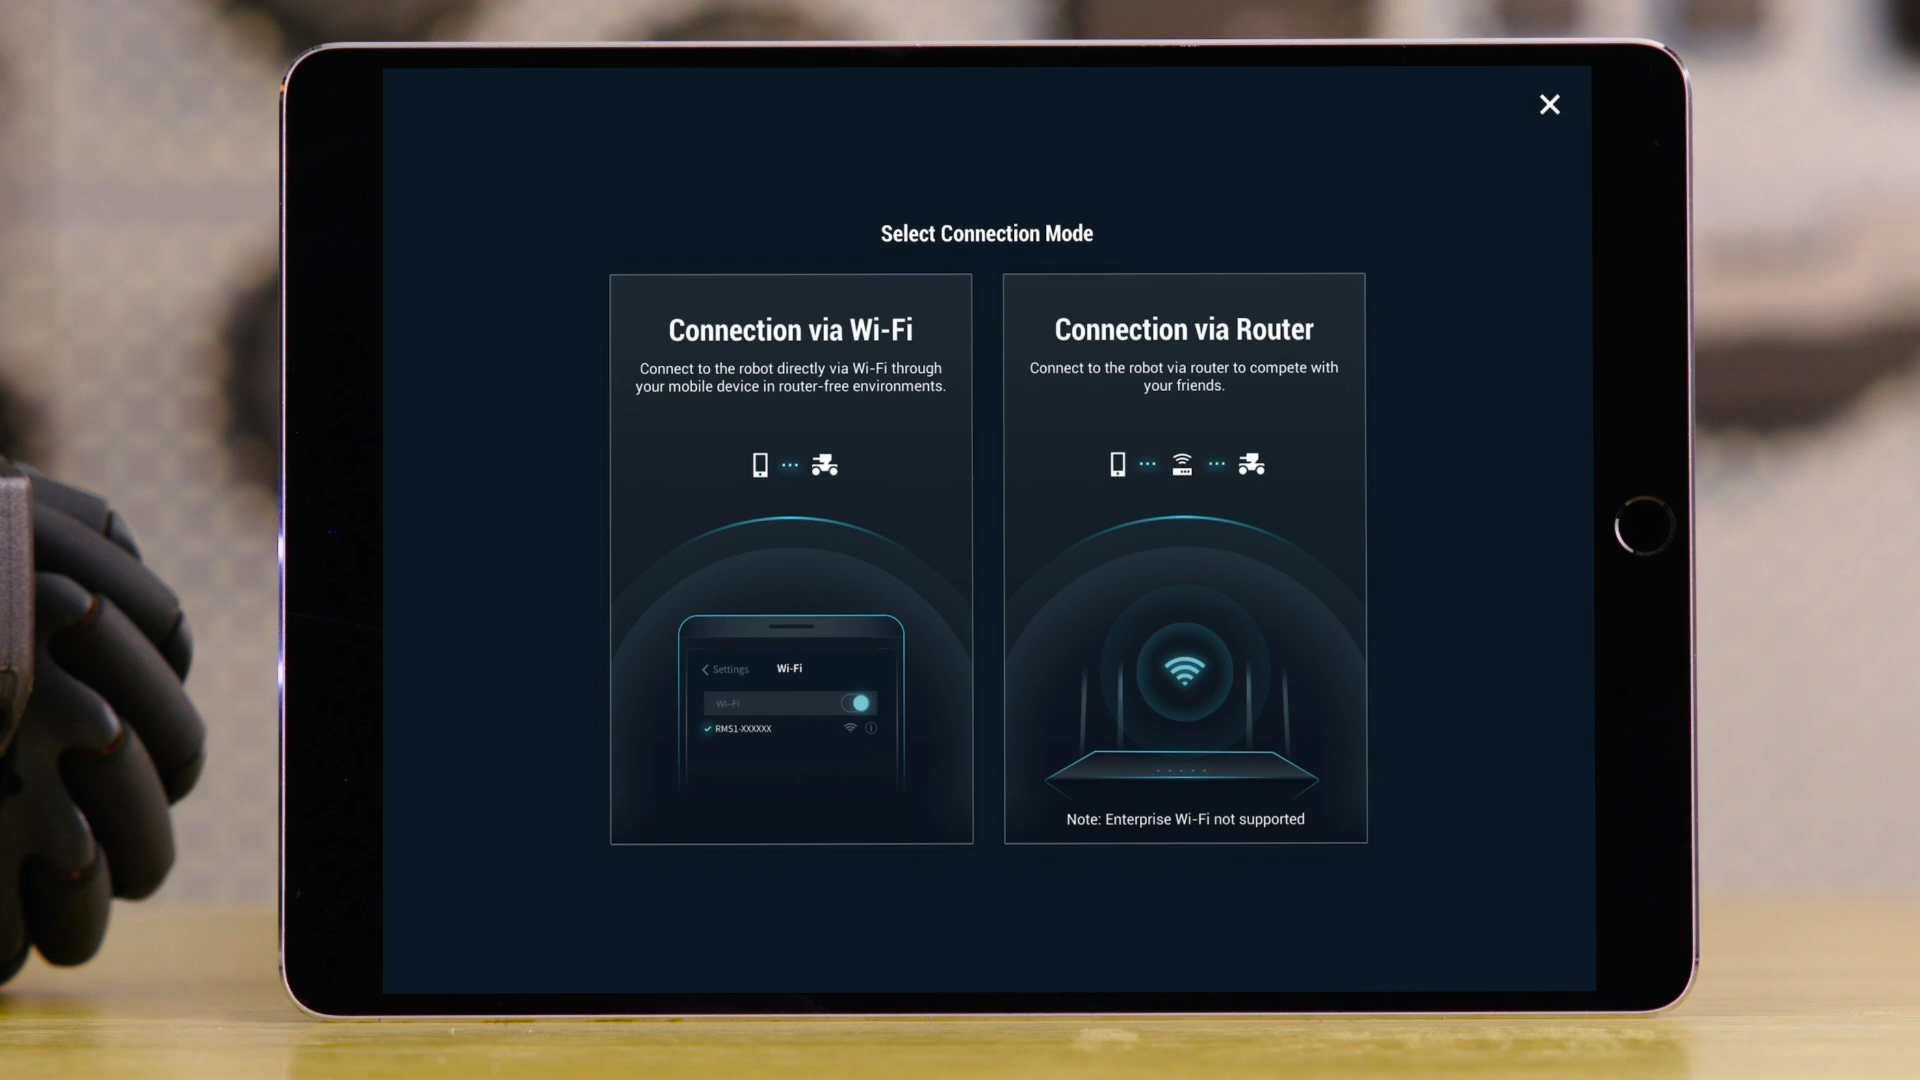 Select Connection Mode
Connection via Wi-Fi
Connect to the robot directly via Wi-Fi through
your mobile device in router-free environments.
Settings
Wi-Fi
Wi-Fi
RMS1-XXXXXX
Connection via Router
Connect to the robot via router to compete with
your friends.
Note: Enterprise Wi-Fi not supported